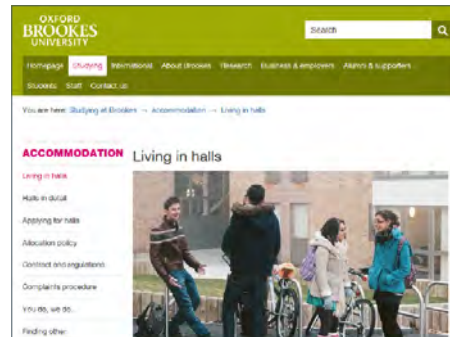 OXFORD
BROOKES
UNIVERSITY
Search
Homepage Studying International About Brookes Research Business & employers Alumni & supporters
Students Staff Contact us
You are here: Studying at Brookes → Accommodation → Living in halls
ACCOMMODATION
Living in halls
Living in halls
Halls in detail
Applying for halls
Allocation policy
Contract and regulations
Complaints procedure
You do, we do..
Finding other